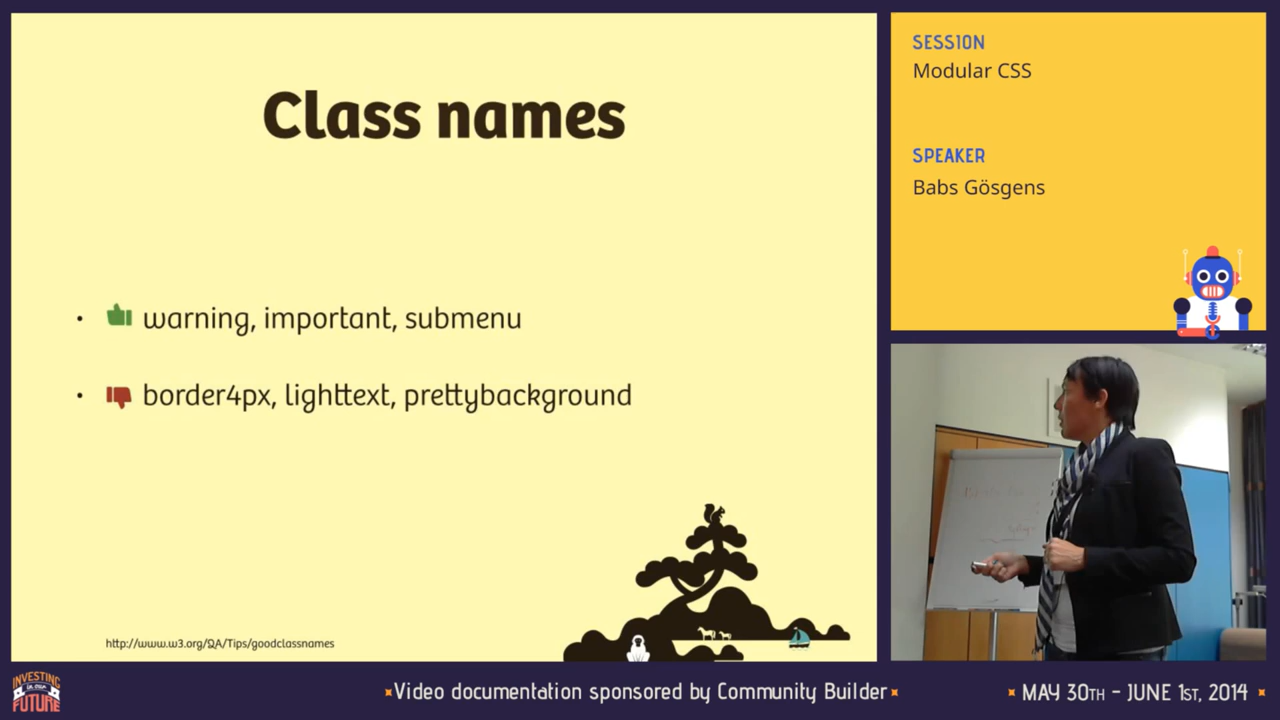 Class names
• warning, important, submenu
• border4px, lighttext, prettybackground
http://www.w3.org/QA/Tips/goodclassnames
SESSION
Modular CSS
SPEAKER
Babs Gösgens
INVESTING
in our
FUTURE
Video documentation sponsored by Community Builder
MAY 30TH - JUNE 1ST, 2014